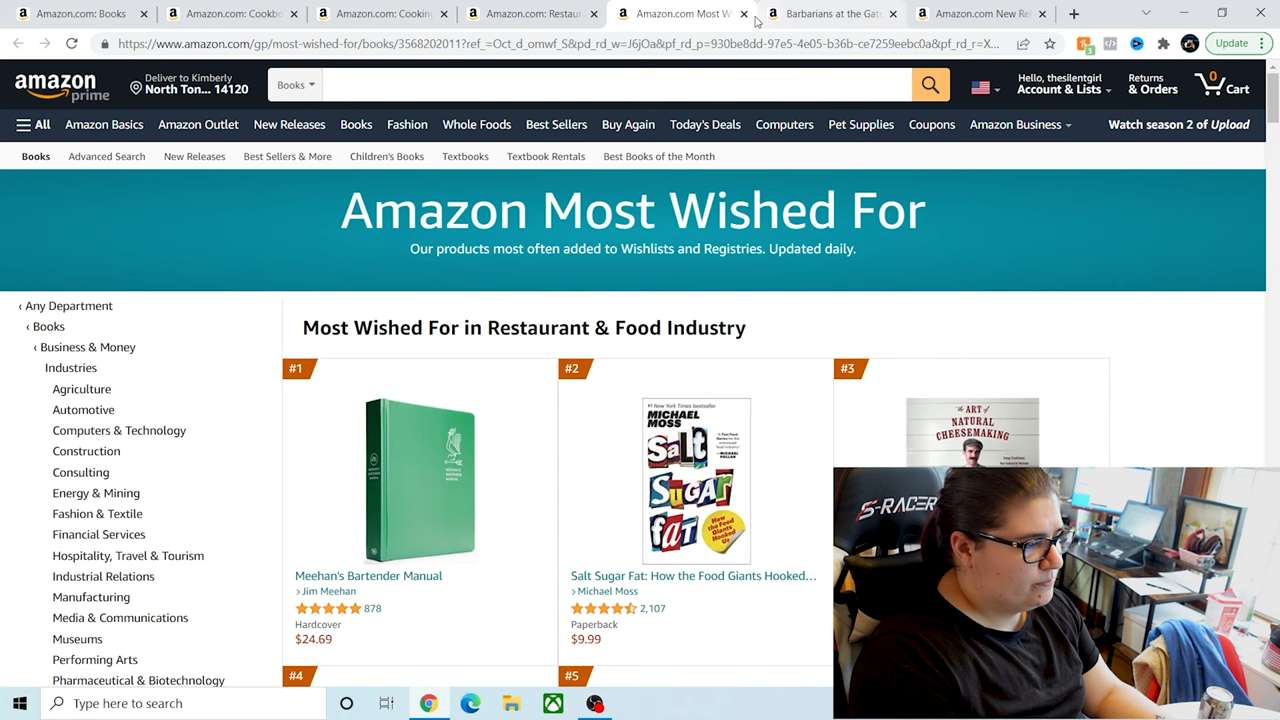 Amazon.com: Books
Amazon.com: Cookbo
Amazon.com: Cooking
Amazon.com: Restaur
Amazon.com Most W
Barbarians at the Gat
Amazon.com New Re
https://www.amazon.com/gp/most-wished-for/books/3568205011?ref_=Oct_d_omwf_S&pd_rd_w=J6jOs&pf_rd_p=930be8dd-97e5-4e05-b36b-ce7259eebc0a&pf_rd_r=X...
3
Update
amazon prime
Deliver to Kimberly
North Ton... 14120
Books
Hello, thesilentgirl
Account & Lists
Returns
& Orders
0
Cart
All
Amazon Basics
Amazon Outlet
New Releases
Books
Fashion
Whole Foods
Best Sellers
Buy Again
Today's Deals
Computers
Pet Supplies
Coupons
Amazon Business
Watch season 2 of Upload
Books
Advanced Search
New Releases
Best Sellers & More
Children's Books
Textbooks
Textbook Rentals
Best Books of the Month
Amazon Most Wished For
Our products most often added to Wishlists and Registries. Updated daily.
‹ Any Department
‹ Books
‹ Business & Money
Industries
Agriculture
Automotive
Computers & Technology
Construction
Consulting
Energy & Mining
Fashion & Textile
Financial Services
Hospitality, Travel & Tourism
Industrial Relations
Manufacturing
Media & Communications
Museums
Performing Arts
Pharmaceutical & Biotechnology
Most Wished For in Restaurant & Food Industry
#1
Meehan's Bartender Manual
› Jim Meehan
878
Hardcover
$24.69
#2
#1 New York Times bestseller
MICHAEL
MOSS
Salt
SUGAR
fAT
How the
Food Giants
Hooked
Us
Salt Sugar Fat: How the Food Giants Hooked…
› Michael Moss
2,107
Paperback
$9.99
#3
the ART of
NATURAL
CHEESEMAKING
#4
#5
S-RACER
Type here to search